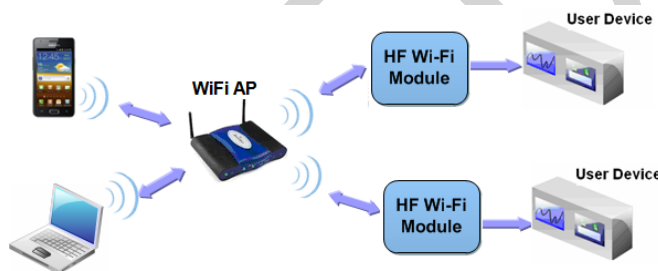 User Device
HF Wi-Fi
Module
WiFi AP
User Device
HF Wi-Fi
Module